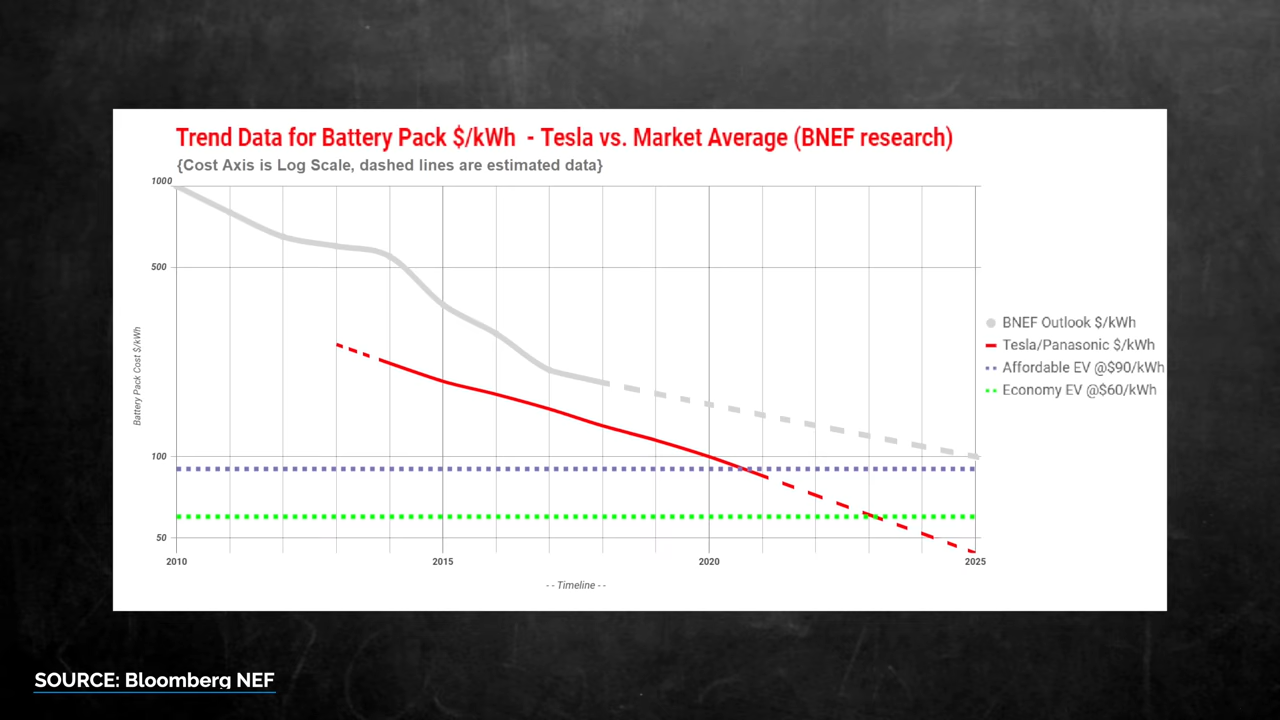 Trend Data for Battery Pack $/kWh - Tesla vs. Market Average (BNEF research)
{Cost Axis is Log Scale, dashed lines are estimated data}
1000
500
100
50
Battery Pack Cost $/kWh
BNEF Outlook $/kWh
Tesla/Panasonic $/kWh
Affordable EV @$90/kWh
Economy EV @$60/kWh
2010
2015
2020
2025
- - Timeline - -
SOURCE: Bloomberg NEF